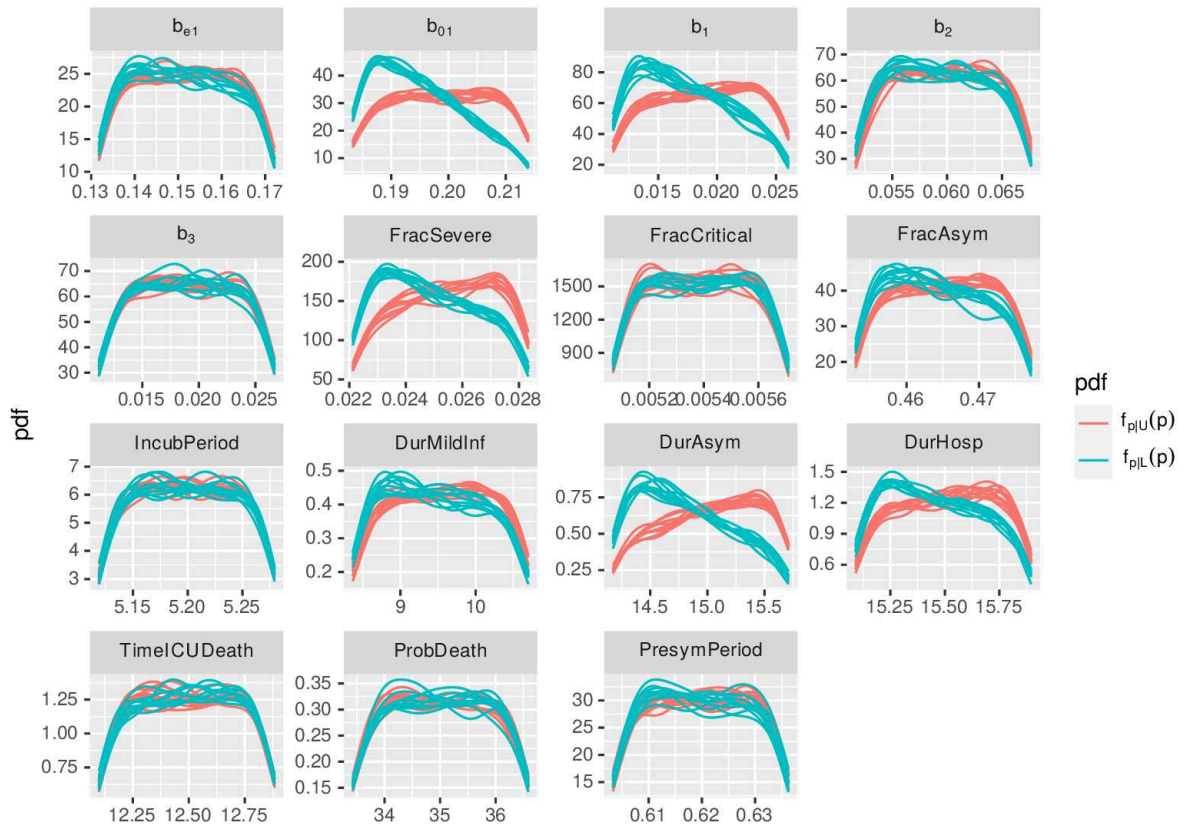 b_e1
b_01
b_1
b_2
25
20
15
10
40
30
20
10
80
60
40
20
70
60
50
40
30
0.13 0.14 0.15 0.16 0.17
0.19 0.20 0.21
0.015 0.020 0.025
0.055 0.060 0.065
b_3
FracSevere
FracCritical
FracAsym
70
60
50
40
30
200
150
100
50
1500
1200
900
40
30
20
0.015 0.020 0.025
0.022 0.024 0.026 0.028
0.0052 0.0054 0.0056
0.46 0.47
pdf
IncubPeriod
DurMildInf
DurAsym
DurHosp
7
6
5
4
3
0.5
0.4
0.3
0.2
0.75
0.50
0.25
1.5
1.2
0.9
0.6
5.15 5.20 5.25
9 10
14.5 15.0 15.5
15.25 15.50 15.75
TimeICUDeath
ProbDeath
PresymPeriod
1.25
1.00
0.75
0.35
0.30
0.25
0.20
0.15
30
25
20
15
12.25 12.50 12.75
34 35 36
0.61 0.62 0.63
pdf
f_p|U(p)
f_p|L(p)